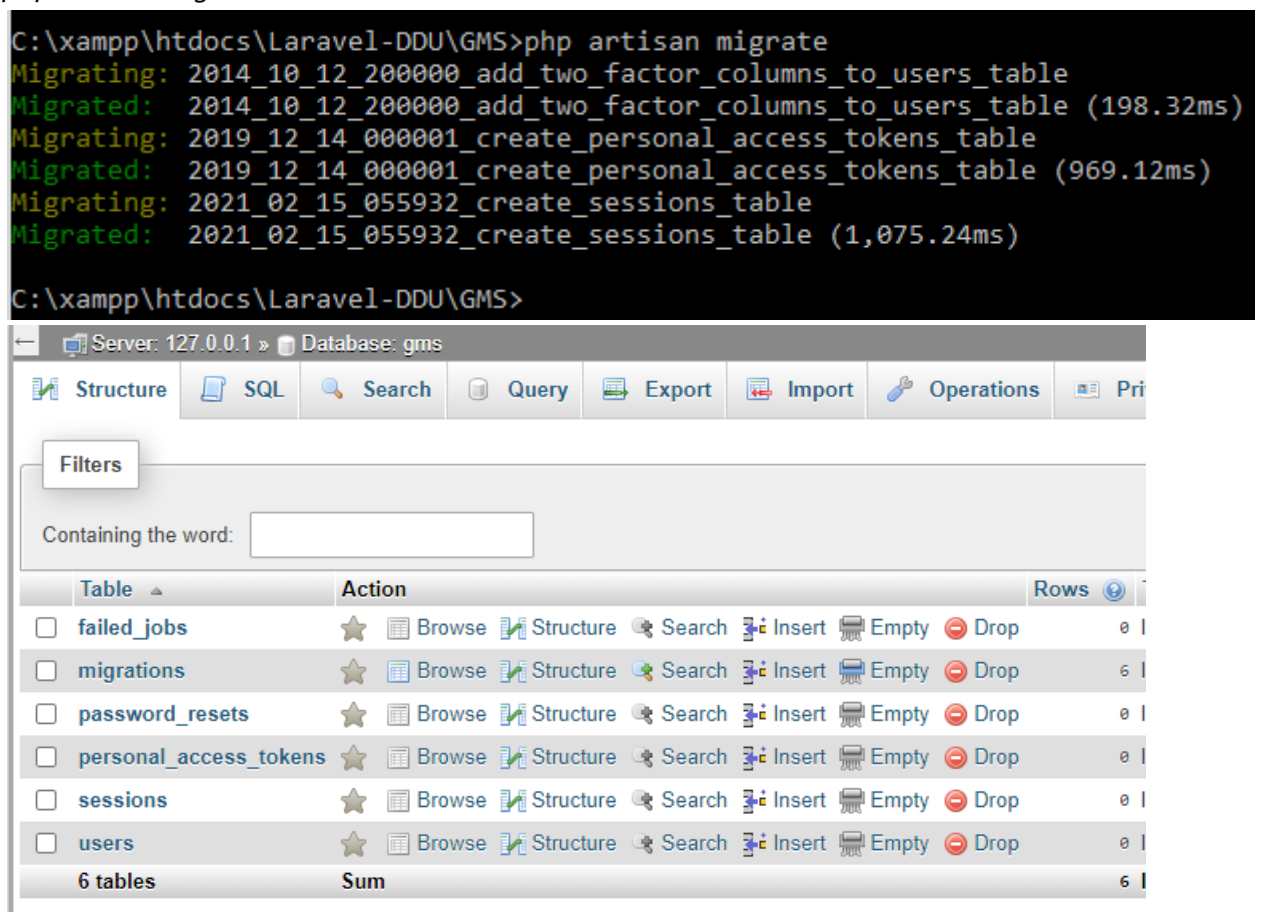 C:\xampp\htdocs\Laravel-DDU\GMS>php artisan migrate
Migrating: 2014_10_12_200000_add_two_factor_columns_to_users_table
Migrated: 2014_10_12_200000_add_two_factor_columns_to_users_table (198.32ms)
Migrating: 2019_12_14_000001_create_personal_access_tokens_table
Migrated: 2019_12_14_000001_create_personal_access_tokens_table (969.12ms)
Migrating: 2021_02_15_055932_create_sessions_table
Migrated: 2021_02_15_055932_create_sessions_table (1,075.24ms)
C:\xampp\htdocs\Laravel-DDU\GMS>
← Server: 127.0.0.1 » Database: gms
Structure SQL Search Query Export Import Operations Pri
Filters
Containing the word:
Table Action Rows
failed_jobs Browse Structure Search Insert Empty Drop 0
migrations Browse Structure Search Insert Empty Drop 6
password_resets Browse Structure Search Insert Empty Drop 0
personal_access_tokens Browse Structure Search Insert Empty Drop 0
sessions Browse Structure Search Insert Empty Drop 0
users Browse Structure Search Insert Empty Drop 0
6 tables Sum 6